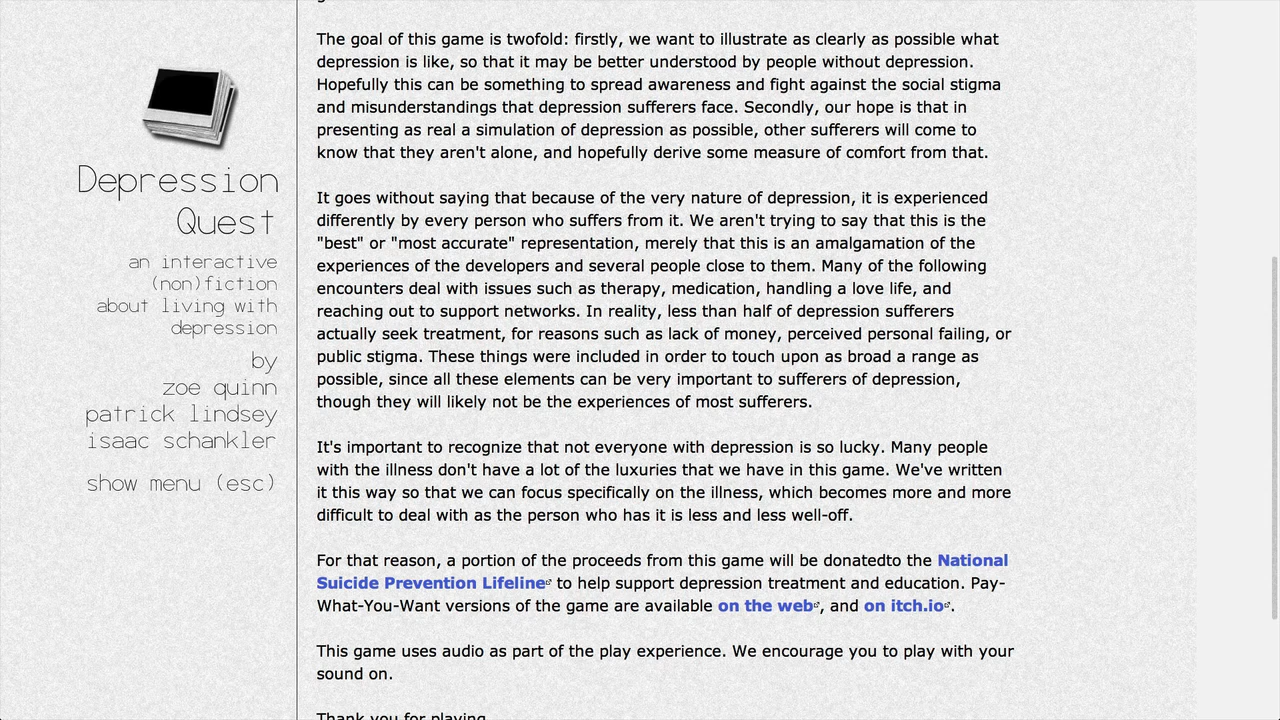 Depression
Quest
an interactive
(non)fiction
about living with
depression
by
zoe quinn
patrick lindsey
isaac schankler
show menu (esc)
The goal of this game is twofold: firstly, we want to illustrate as clearly as possible what
depression is like, so that it may be better understood by people without depression.
Hopefully this can be something to spread awareness and fight against the social stigma
and misunderstandings that depression sufferers face. Secondly, our hope is that in
presenting as real a simulation of depression as possible, other sufferers will come to
know that they aren't alone, and hopefully derive some measure of comfort from that.
It goes without saying that because of the very nature of depression, it is experienced
differently by every person who suffers from it. We aren't trying to say that this is the
"best" or "most accurate" representation, merely that this is an amalgamation of the
experiences of the developers and several people close to them. Many of the following
encounters deal with issues such as therapy, medication, handling a love life, and
reaching out to support networks. In reality, less than half of depression sufferers
actually seek treatment, for reasons such as lack of money, perceived personal failing, or
public stigma. These things were included in order to touch upon as broad a range as
possible, since all these elements can be very important to sufferers of depression,
though they will likely not be the experiences of most sufferers.
It's important to recognize that not everyone with depression is so lucky. Many people
with the illness don't have a lot of the luxuries that we have in this game. We've written
it this way so that we can focus specifically on the illness, which becomes more and more
difficult to deal with as the person who has it is less and less well-off.
For that reason, a portion of the proceeds from this game will be donatedto the National
Suicide Prevention Lifeline to help support depression treatment and education. Pay-
What-You-Want versions of the game are available on the web, and on itch.io.
This game uses audio as part of the play experience. We encourage you to play with your
sound on.
Thank you for playing